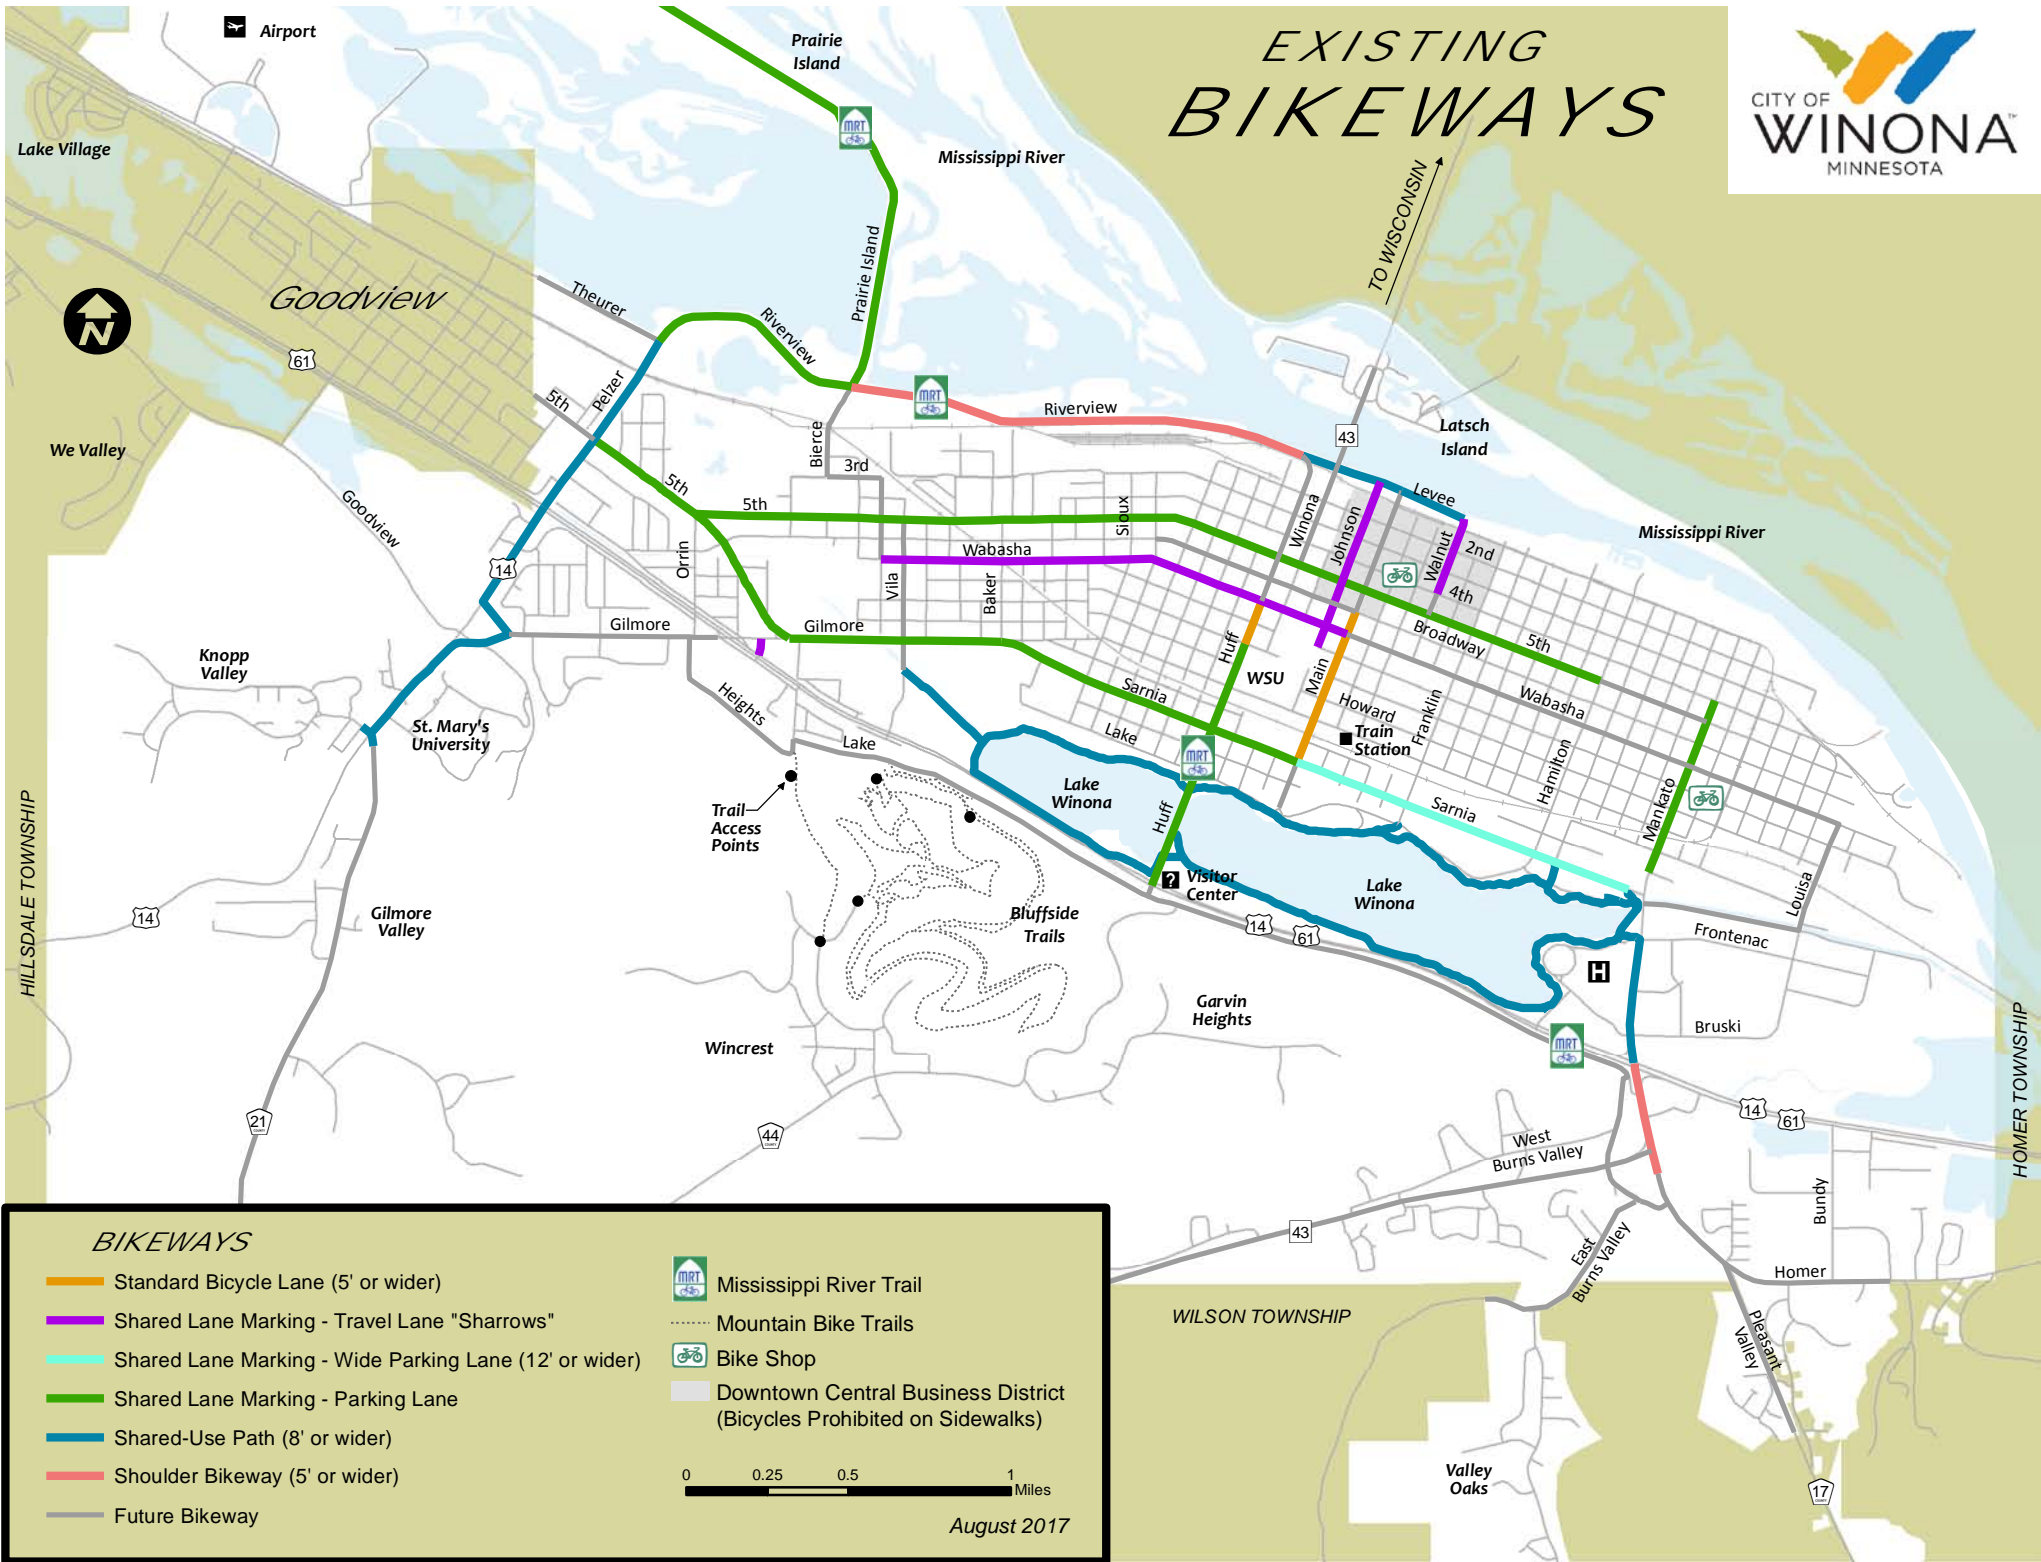 Airport
Prairie
Island
EXISTING
BIKEWAYS
CITY OF
WINONA™
MINNESOTA
Lake Village
MRT
Mississippi River
TO WISCONSIN
Goodview
Theurer
Prairie Island
Riverview
N
61
5th
Pelzer
MRT
Riverview
43
Latsch
Island
We Valley
Bierce
3rd
Goodview
5th
5th
Sioux
Winona
Johnson
Levee
Walnut
2nd
4th
Mississippi River
14
Orrin
Wabasha
Vila
Baker
Gilmore
Gilmore
Huff
Broadway
5th
Knopp
Valley
WSU
Main
Wabasha
St. Mary's
University
Heights
Sarnia
Howard
Franklin
Train
Station
Lake
Lake
MRT
Hamilton
Mankato
Trail
Access
Points
Lake
Winona
Huff
Sarnia
HILLSDALE TOWNSHIP
14
Gilmore
Valley
?
Visitor
Center
Lake
Winona
Louisa
Bluffside
Trails
14
61
Frontenac
H
Garvin
Heights
Bruski
Wincrest
MRT
HOMER TOWNSHIP
21
COUNTY
44
COUNTY
14
61
West
Burns Valley
Bundy
43
East
Burns Valley
Homer
WILSON TOWNSHIP
Pleasant
Valley
Valley
Oaks
17
COUNTY
BIKEWAYS
Standard Bicycle Lane (5' or wider)
Shared Lane Marking - Travel Lane "Sharrows"
Shared Lane Marking - Wide Parking Lane (12' or wider)
Shared Lane Marking - Parking Lane
Shared-Use Path (8' or wider)
Shoulder Bikeway (5' or wider)
Future Bikeway
MRT
Mississippi River Trail
Mountain Bike Trails
Bike Shop
Downtown Central Business District
(Bicycles Prohibited on Sidewalks)
0 0.25 0.5 1
Miles
August 2017